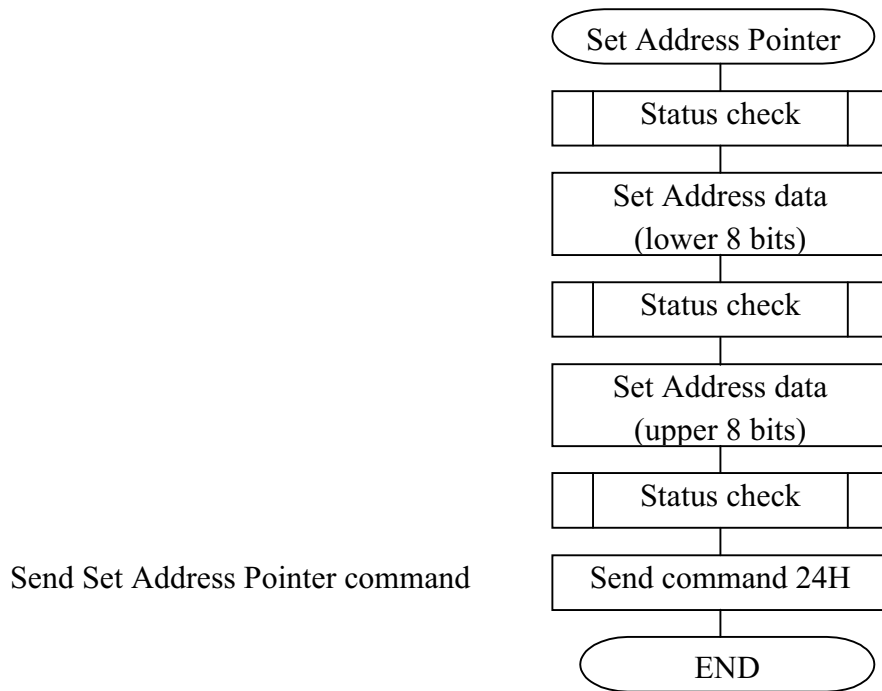 Set Address Pointer
Status check
Set Address data
(lower 8 bits)
Status check
Set Address data
(upper 8 bits)
Status check
Send Set Address Pointer command
Send command 24H
END